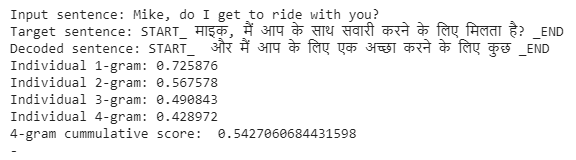 Input sentence: Mike, do I get to ride with you?
Target sentence: START_ माइक, मैं आप के साथ सवारी करने के लिए मिलता है? _END
Decoded sentence: START_  और मैं आप के लिए एक अच्छा करने के लिए कुछ _END
Individual 1-gram: 0.725876
Individual 2-gram: 0.567578
Individual 3-gram: 0.490843
Individual 4-gram: 0.428972
4-gram cummulative score:  0.5427060684431598
-